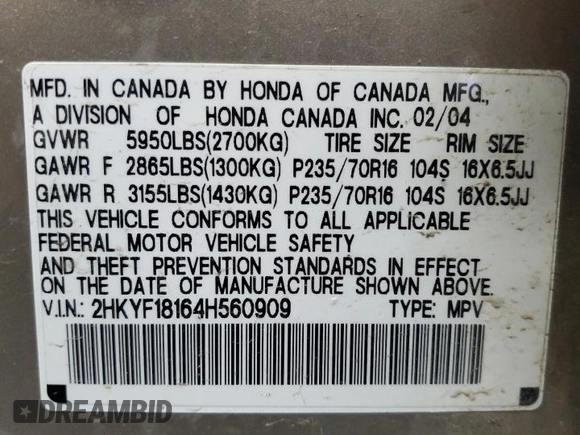 MFD. IN CANADA BY HONDA OF CANADA MFG.,
A DIVISION OF HONDA CANADA INC. 02/04
GVWR 5950LBS(2700KG) TIRE SIZE RIM SIZE
GAWR F 2865LBS(1300KG) P235/70R16 104S 16X6.5JJ
GAWR R 3155LBS(1430KG) P235/70R16 104S 16X6.5JJ
THIS VEHICLE CONFORMS TO ALL APPLICABLE
FEDERAL MOTOR VEHICLE SAFETY
AND THEFT PREVENTION STANDARDS IN EFFECT
ON THE DATE OF MANUFACTURE SHOWN ABOVE.
V.I.N.: 2HKYF18164H560909 TYPE: MPV
DREAMBID